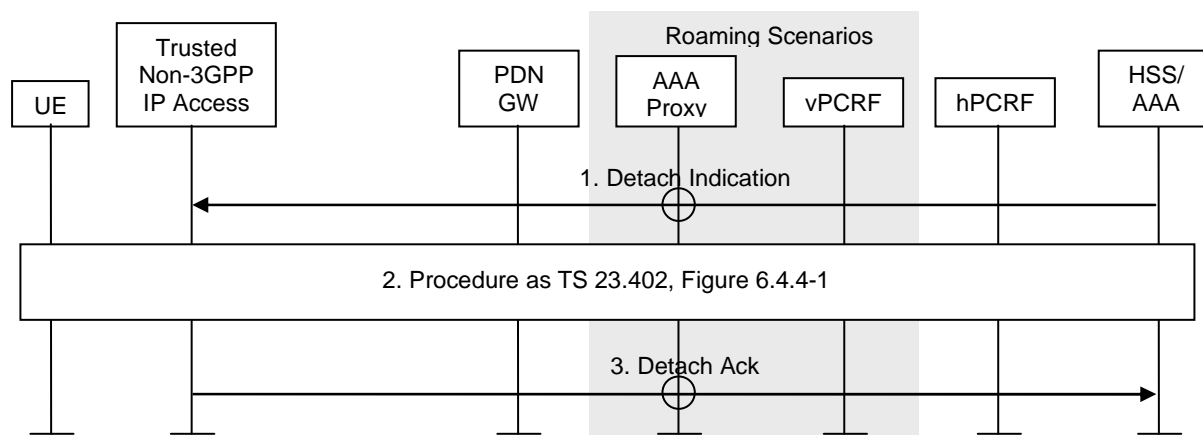 Roaming Scenarios
UE
Trusted
Non-3GPP
IP Access
PDN
GW
AAA
Proxy
vPCRF
hPCRF
HSS/
AAA
1. Detach Indication
2. Procedure as TS 23.402, Figure 6.4.4-1
3. Detach Ack